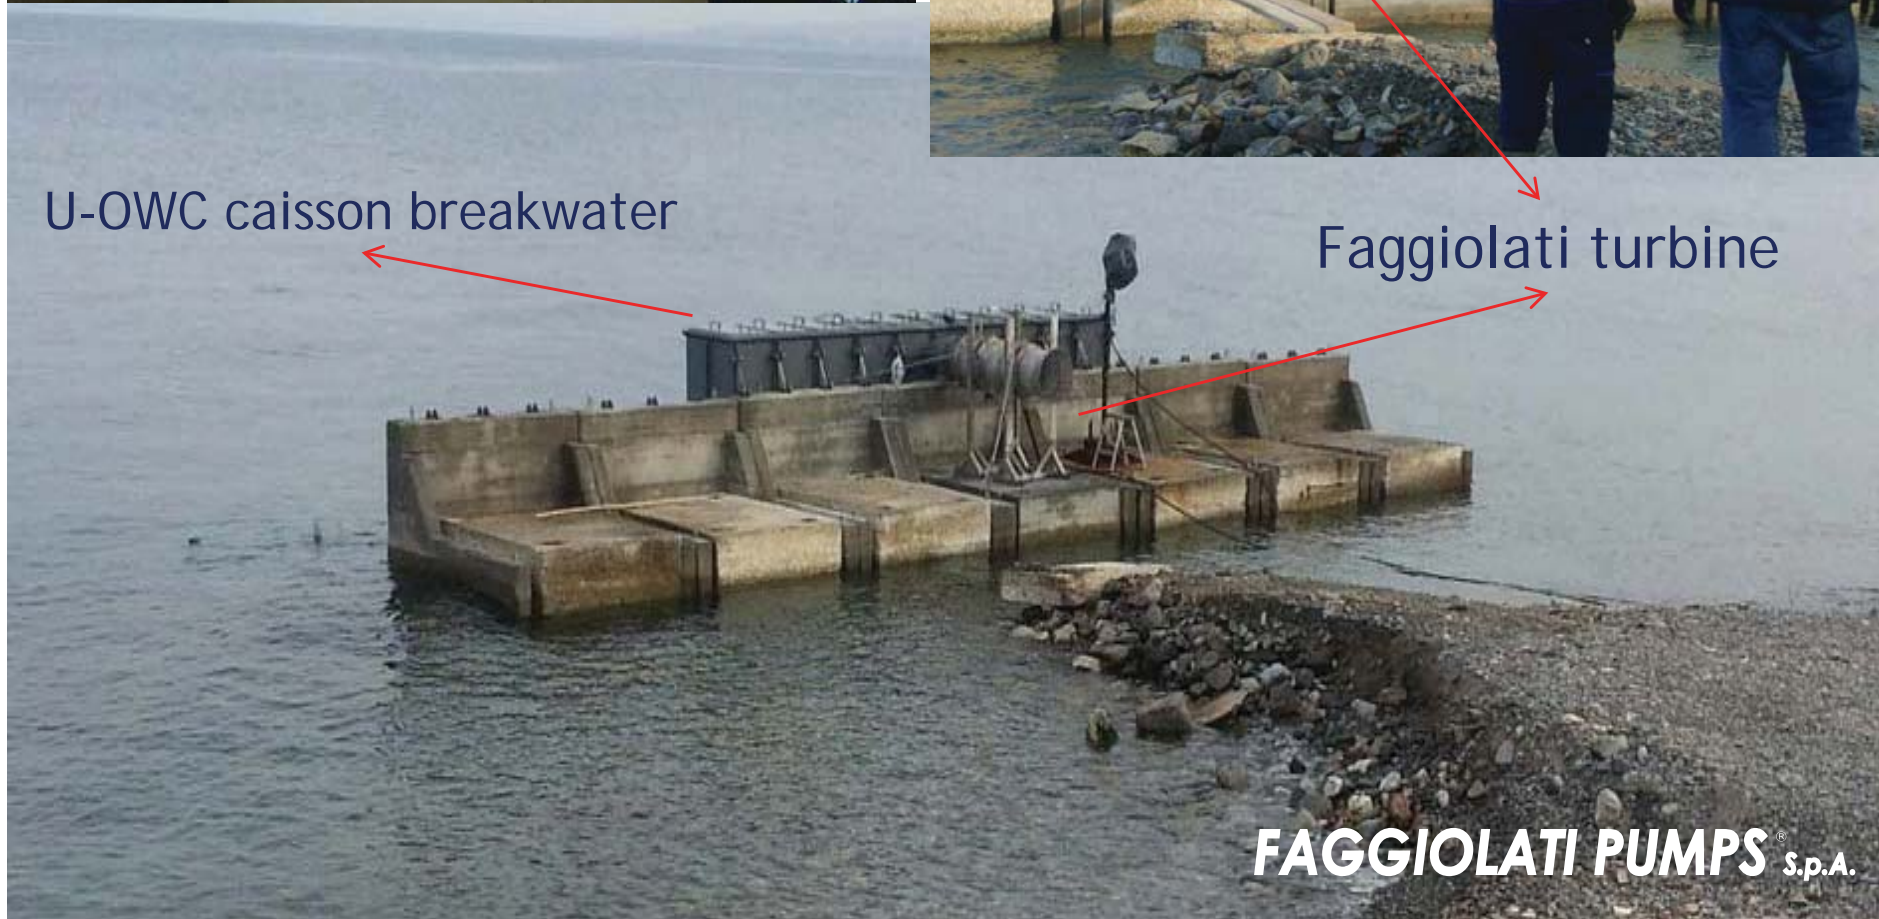 U-OWC caisson breakwater
Faggiolati turbine
FAGGIOLATI PUMPS® S.p.A.